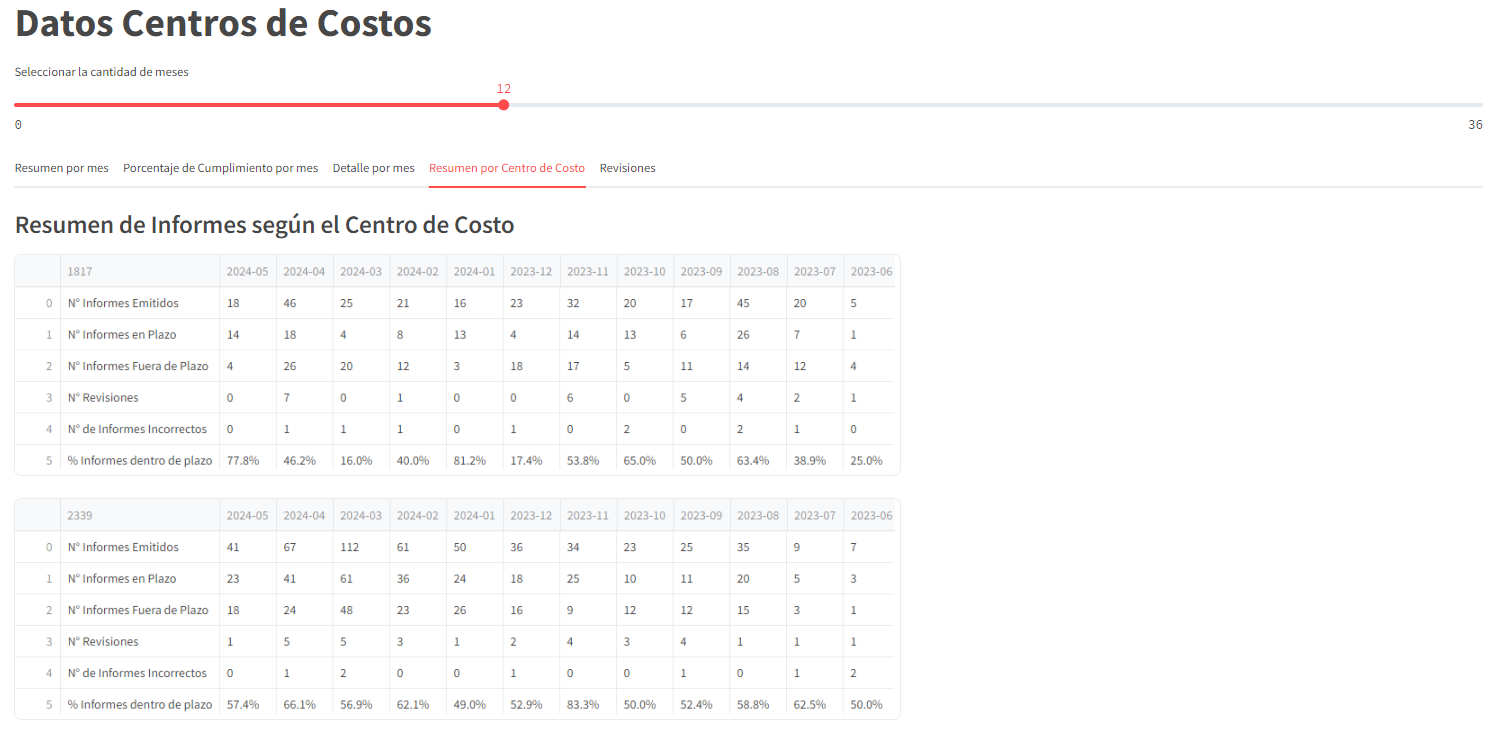 Datos Centros de Costos
Seleccionar la cantidad de meses
12
0 36
Resumen por mes Porcentaje de Cumplimiento por mes Detalle por mes Resumen por Centro de Costo Revisiones
Resumen de Informes según el Centro de Costo
1817 2024-05 2024-04 2024-03 2024-02 2024-01 2023-12 2023-11 2023-10 2023-09 2023-08 2023-07 2023-06
0 N° Informes Emitidos 18 46 25 21 16 23 32 20 17 45 20 5
1 N° Informes en Plazo 14 18 4 8 13 4 14 13 6 26 7 1
2 N° Informes Fuera de Plazo 4 26 20 12 3 18 17 5 11 14 12 4
3 N° Revisiones 0 7 0 1 0 0 6 0 5 4 2 1
4 N° de Informes Incorrectos 0 1 1 1 0 1 0 2 0 2 1 0
5 % Informes dentro de plazo 77.8% 46.2% 16.0% 40.0% 81.2% 17.4% 53.8% 65.0% 50.0% 63.4% 38.9% 25.0%
2339 2024-05 2024-04 2024-03 2024-02 2024-01 2023-12 2023-11 2023-10 2023-09 2023-08 2023-07 2023-06
0 N° Informes Emitidos 41 67 112 61 50 36 34 23 25 35 9 7
1 N° Informes en Plazo 23 41 61 36 24 18 25 10 11 20 5 3
2 N° Informes Fuera de Plazo 18 24 48 23 26 16 9 12 12 15 3 1
3 N° Revisiones 1 5 5 3 1 2 4 3 4 1 1 1
4 N° de Informes Incorrectos 0 1 2 0 0 1 0 0 1 0 1 2
5 % Informes dentro de plazo 57.4% 66.1% 56.9% 62.1% 49.0% 52.9% 83.3% 50.0% 52.4% 58.8% 62.5% 50.0%